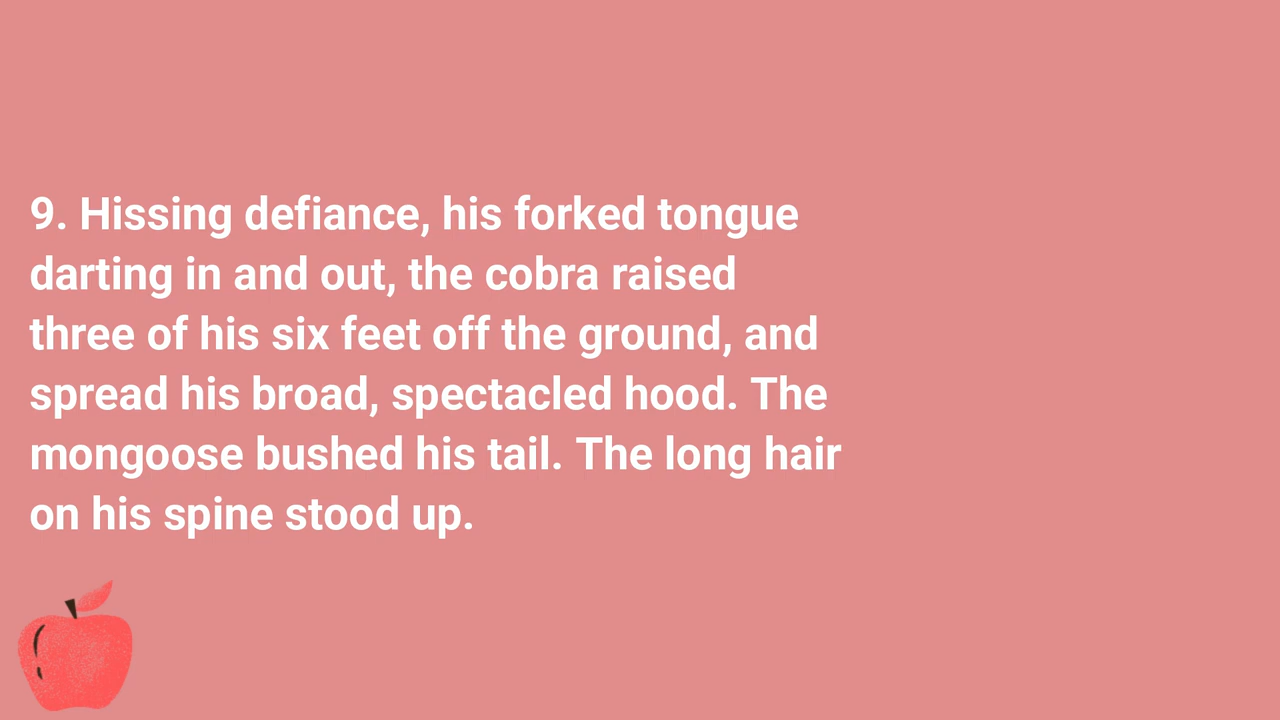 9. Hissing defiance, his forked tongue
darting in and out, the cobra raised
three of his six feet off the ground, and
spread his broad, spectacled hood. The
mongoose bushed his tail. The long hair
on his spine stood up.